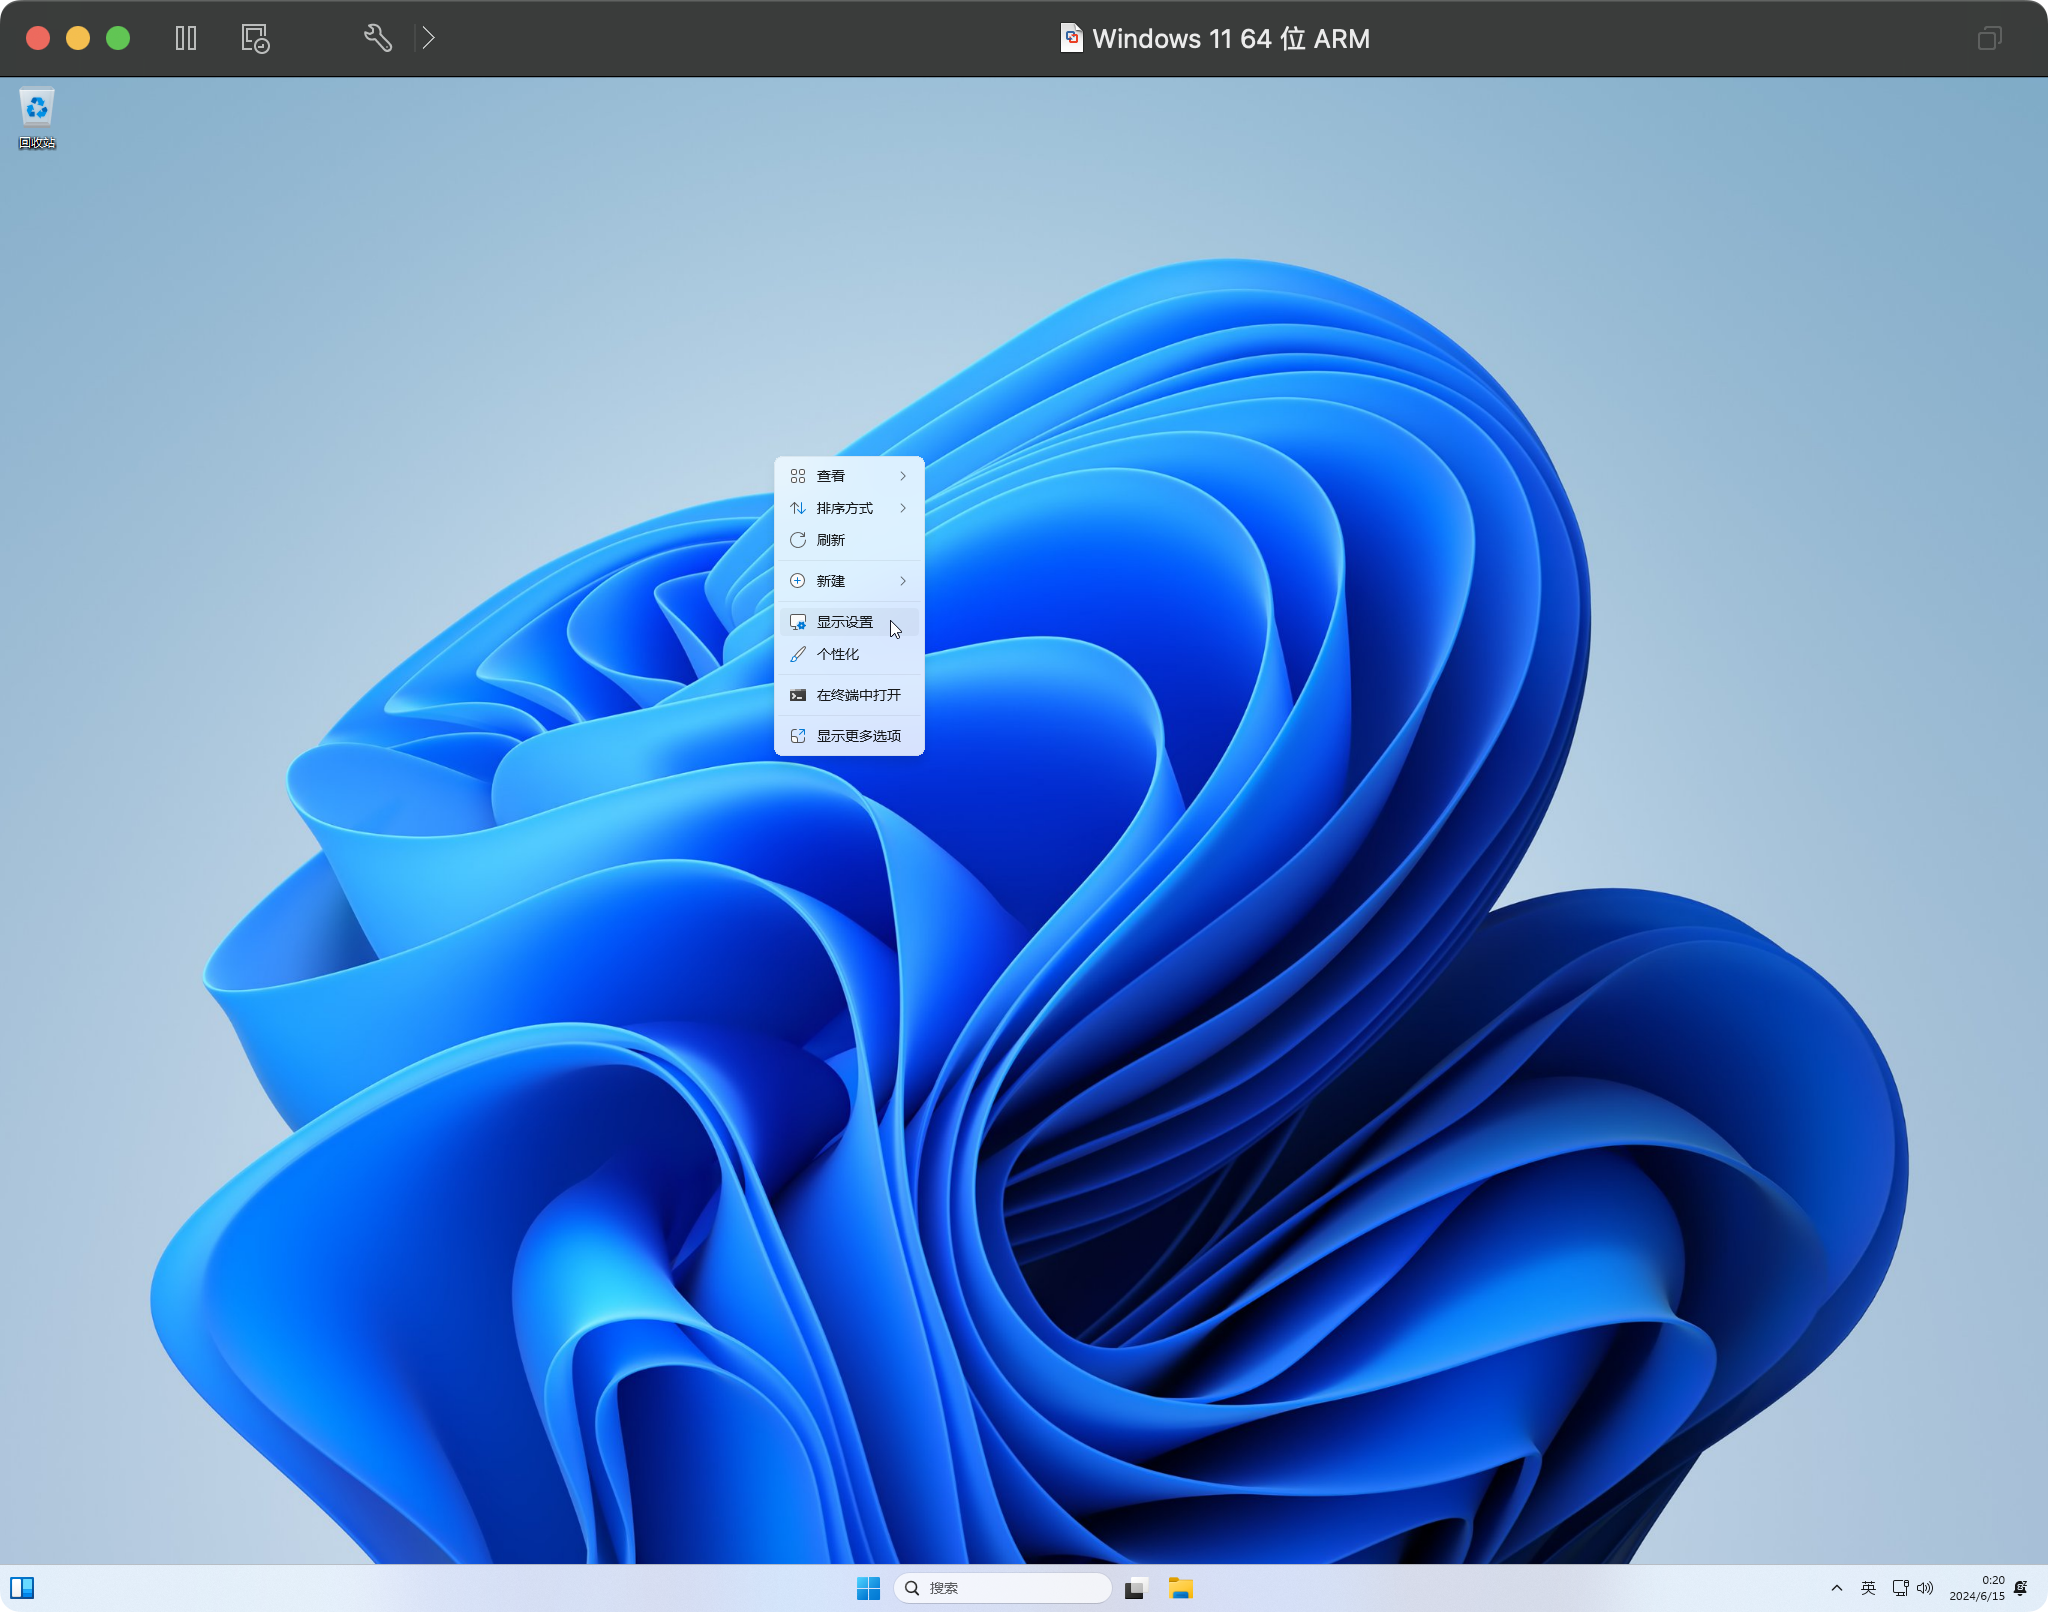 Windows 11 64 位 ARM
回收站
查看
排序方式
刷新
新建
显示设置
个性化
在终端中打开
显示更多选项
搜索
英
0:20
2024/6/15